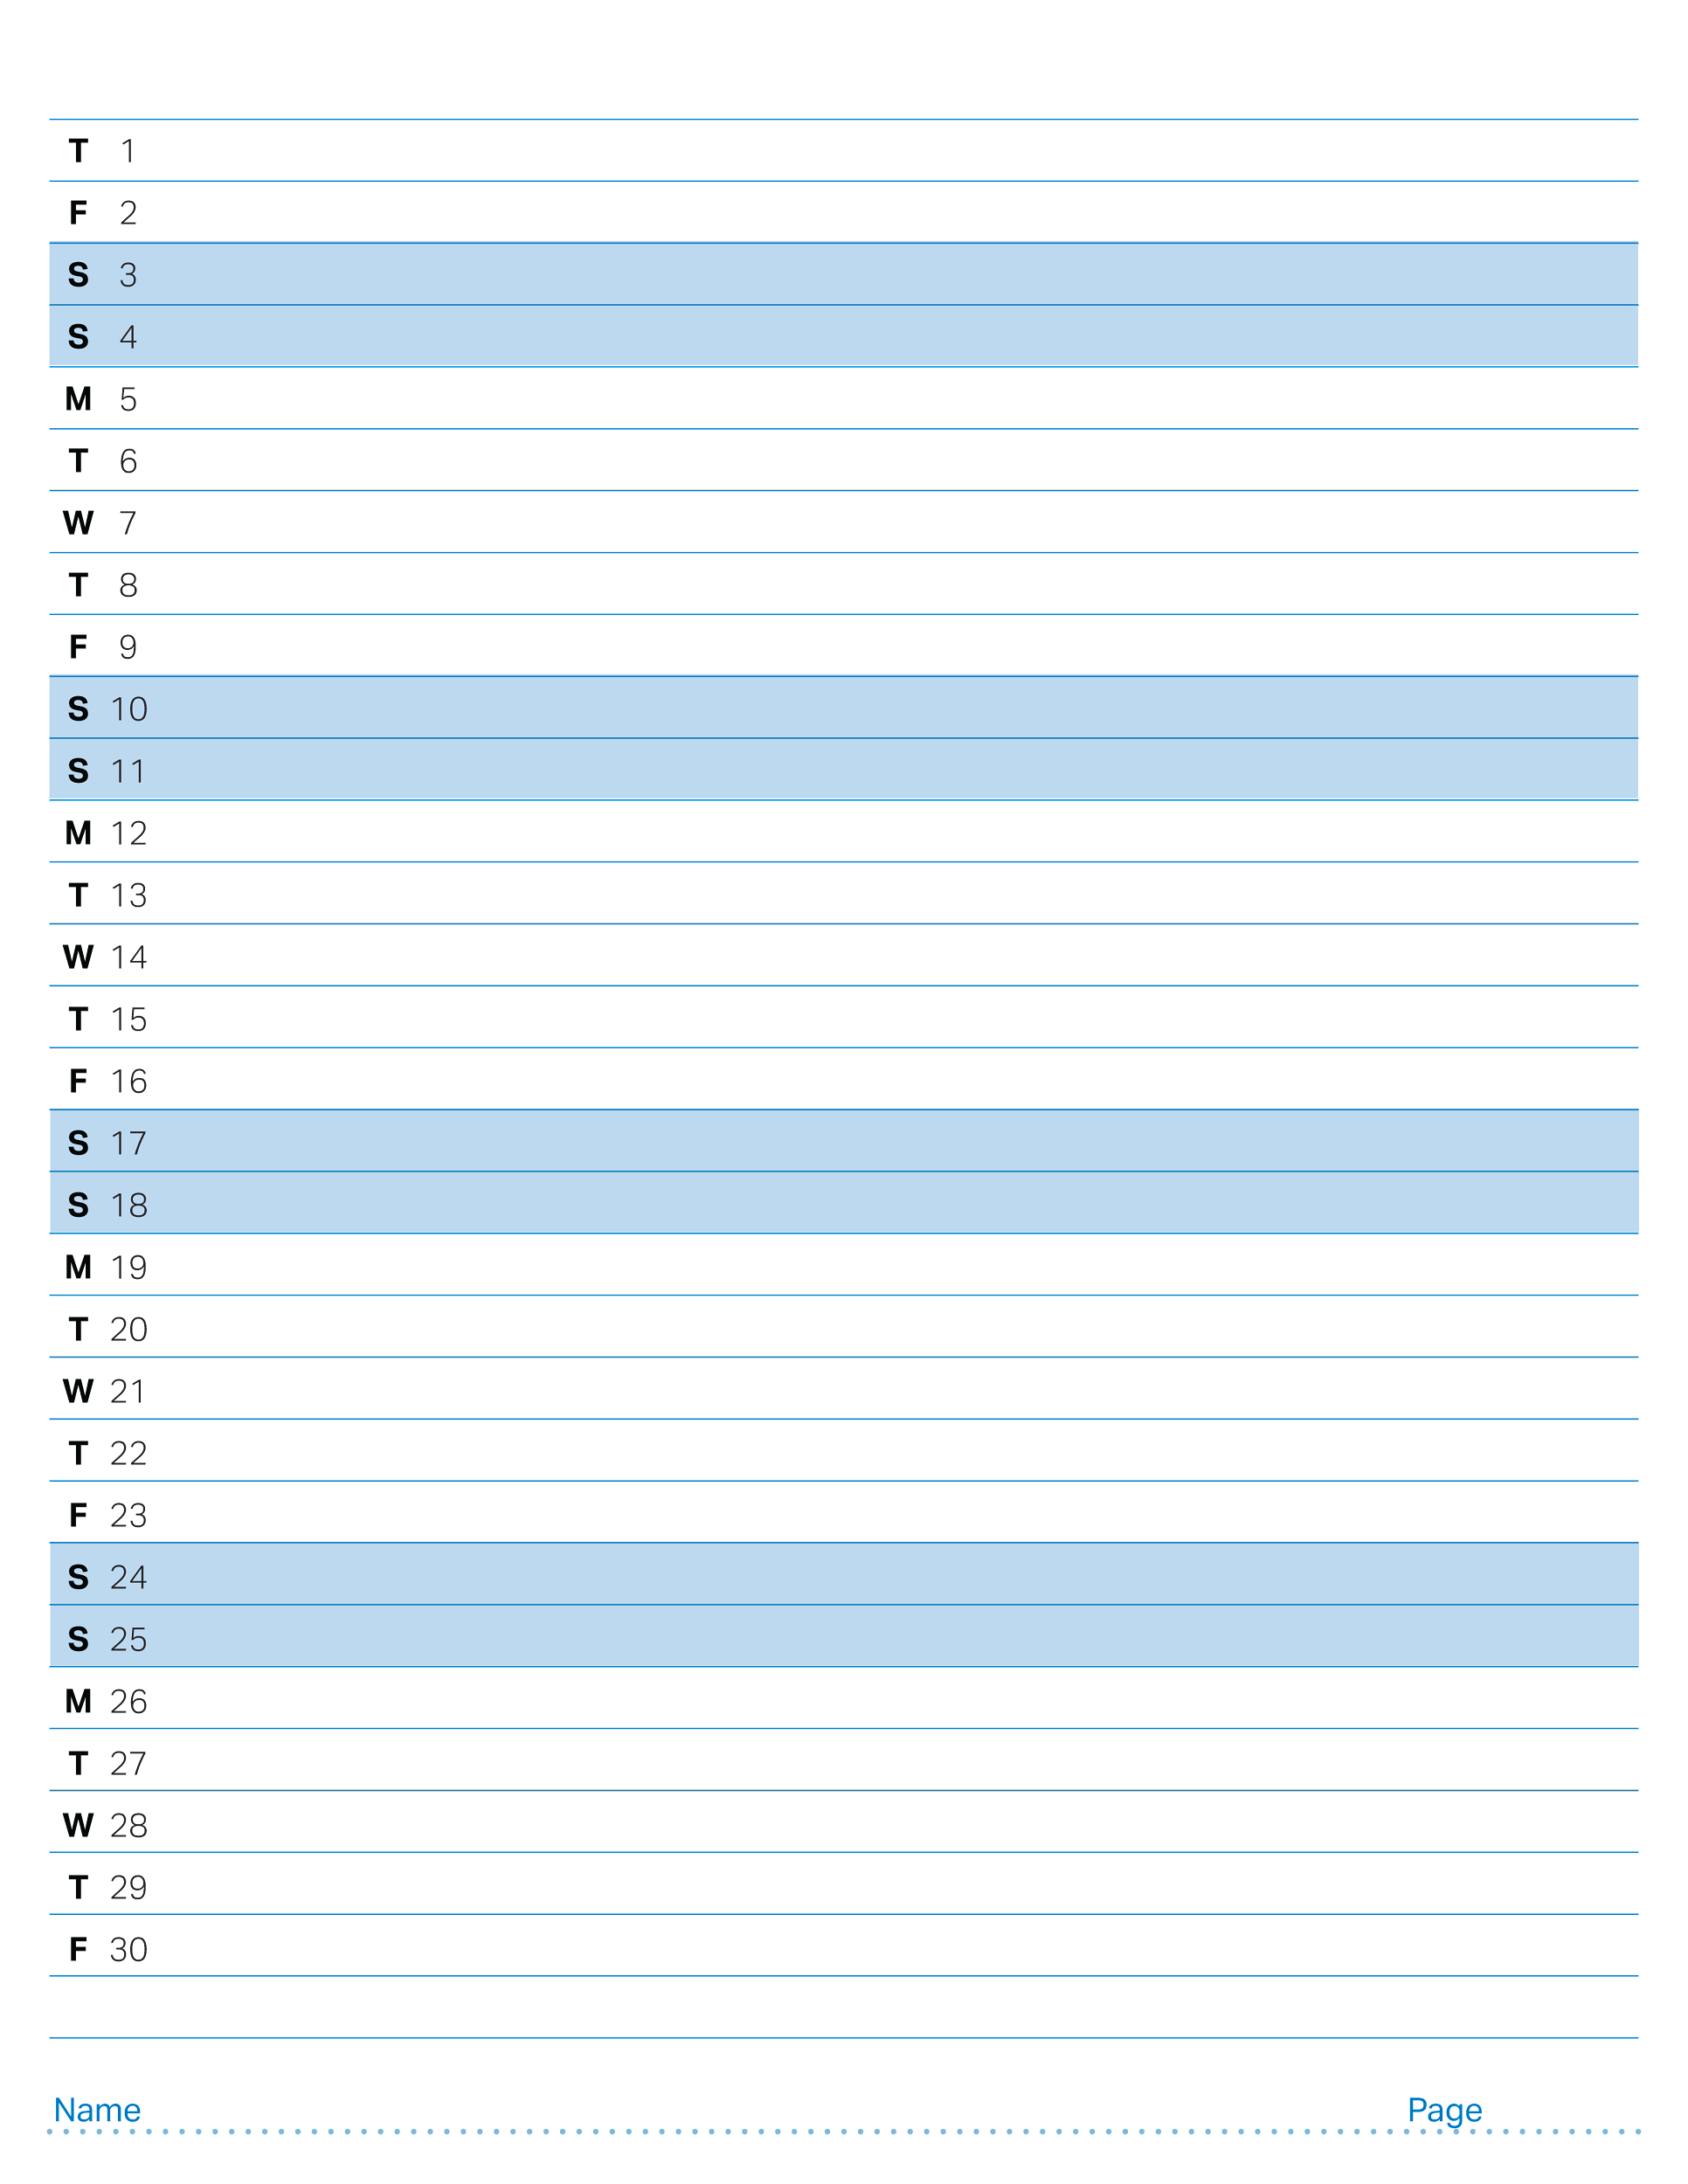 T 1
F 2
S 3
S 4
M 5
T 6
W 7
T 8
F 9
S 10
S 11
M 12
T 13
W 14
T 15
F 16
S 17
S 18
M 19
T 20
W 21
T 22
F 23
S 24
S 25
M 26
T 27
W 28
T 29
F 30
Name Page